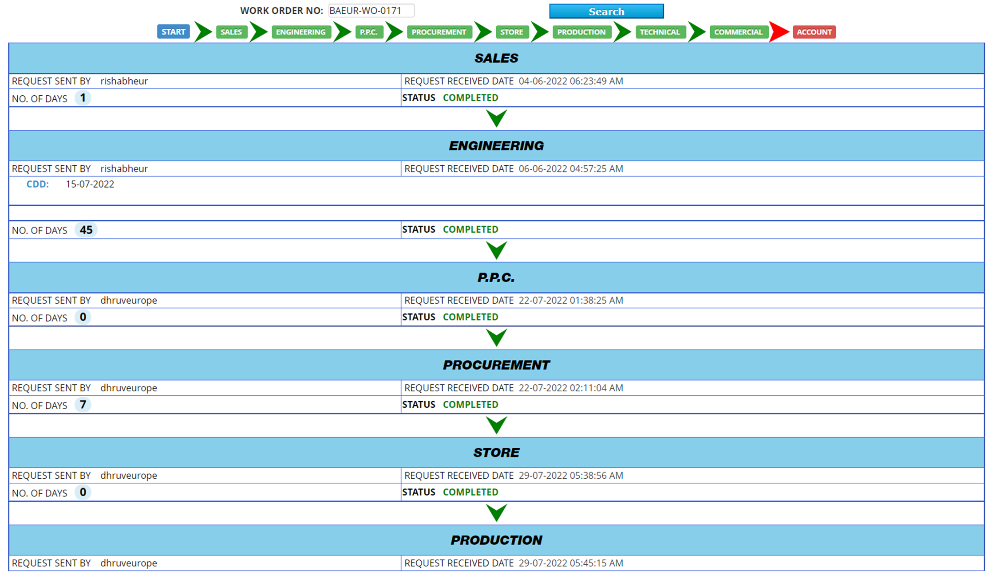 WORK ORDER NO: BAEUR-WO-0171 Search
START SALES ENGINEERING P.P.C. PROCUREMENT STORE PRODUCTION TECHNICAL COMMERCIAL ACCOUNT
SALES
REQUEST SENT BY rishabheur REQUEST RECEIVED DATE 04-06-2022 06:23:49 AM
NO. OF DAYS 1 STATUS COMPLETED
ENGINEERING
REQUEST SENT BY rishabheur REQUEST RECEIVED DATE 06-06-2022 04:57:25 AM
CDD: 15-07-2022
NO. OF DAYS 45 STATUS COMPLETED
P.P.C.
REQUEST SENT BY dhruveurope REQUEST RECEIVED DATE 22-07-2022 01:38:25 AM
NO. OF DAYS 0 STATUS COMPLETED
PROCUREMENT
REQUEST SENT BY dhruveurope REQUEST RECEIVED DATE 22-07-2022 02:11:04 AM
NO. OF DAYS 7 STATUS COMPLETED
STORE
REQUEST SENT BY dhruveurope REQUEST RECEIVED DATE 29-07-2022 05:38:56 AM
NO. OF DAYS 0 STATUS COMPLETED
PRODUCTION
REQUEST SENT BY dhruveurope REQUEST RECEIVED DATE 29-07-2022 05:45:15 AM